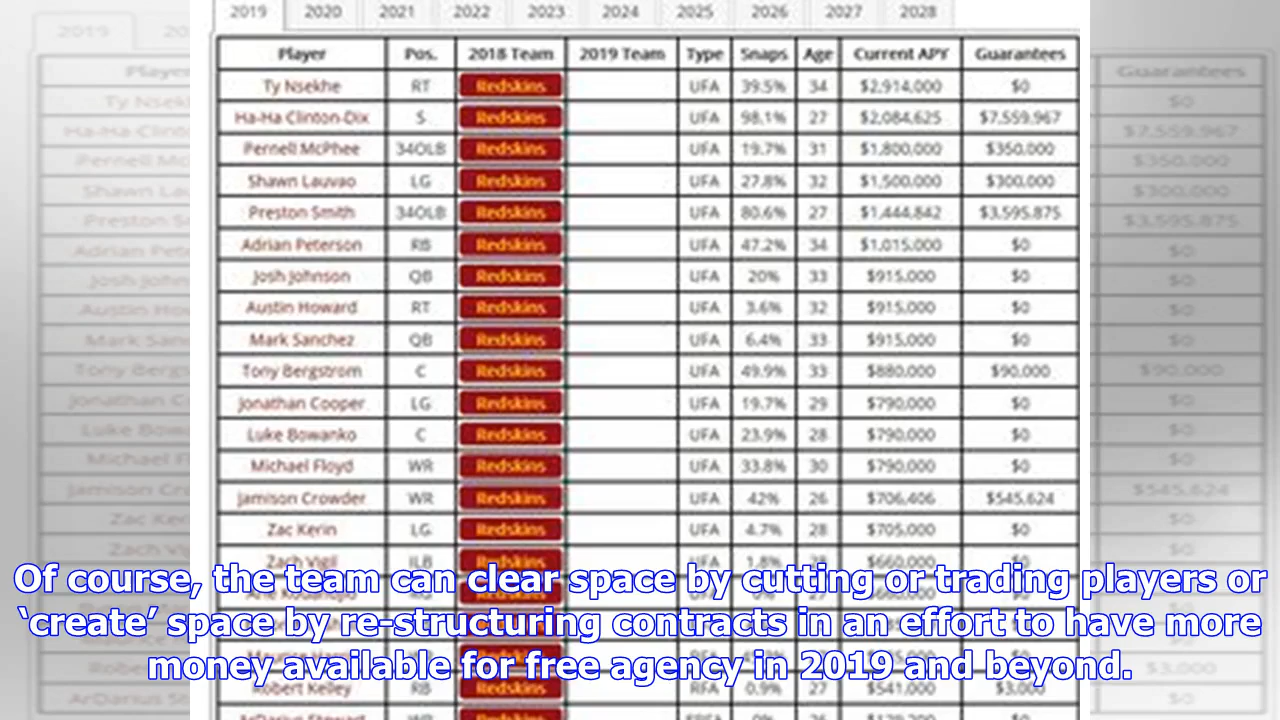 2019 2020 2021 2022 2023 2024 2025 2026 2027 2028
Player Pos. 2018 Team 2019 Team Type Snaps Age Current APY Guarantees
Ty Nsekhe RT Redskins UFA 39.5% 34 $2,914,000 $0
Ha-Ha Clinton-Dix S Redskins UFA 98.1% 27 $2,084,625 $7,559,967
Pernell McPhee 34OLB Redskins UFA 19.7% 31 $1,800,000 $350,000
Shawn Lauvao LG Redskins UFA 27.8% 32 $1,500,000 $300,000
Preston Smith 34OLB Redskins UFA 80.6% 27 $1,444,842 $3,595,875
Adrian Peterson RB Redskins UFA 47.2% 34 $1,015,000 $0
Josh Johnson QB Redskins UFA 20% 33 $915,000 $0
Austin Howard RT Redskins UFA 3.6% 32 $915,000 $0
Mark Sanchez QB Redskins UFA 6.4% 33 $915,000 $0
Tony Bergstrom C Redskins UFA 49.9% 33 $880,000 $90,000
Jonathan Cooper LG Redskins UFA 19.7% 29 $790,000 $0
Luke Bowanko C Redskins UFA 23.9% 28 $790,000 $0
Michael Floyd WR Redskins UFA 33.8% 30 $790,000 $0
Jamison Crowder WR Redskins UFA 42% 26 $706,406 $545,624
Zac Kerin LG Redskins UFA 4.7% 28 $705,000 $0
Zach Vigil ILB Redskins UFA 1.8% 28 $660,000 $0
Of course, the team can clear space by cutting or trading players or
‘create’ space by re-structuring contracts in an effort to have more
money available for free agency in 2019 and beyond.
Robert Kelley RB Redskins RFA 0.9% 27 $541,000 $3,000